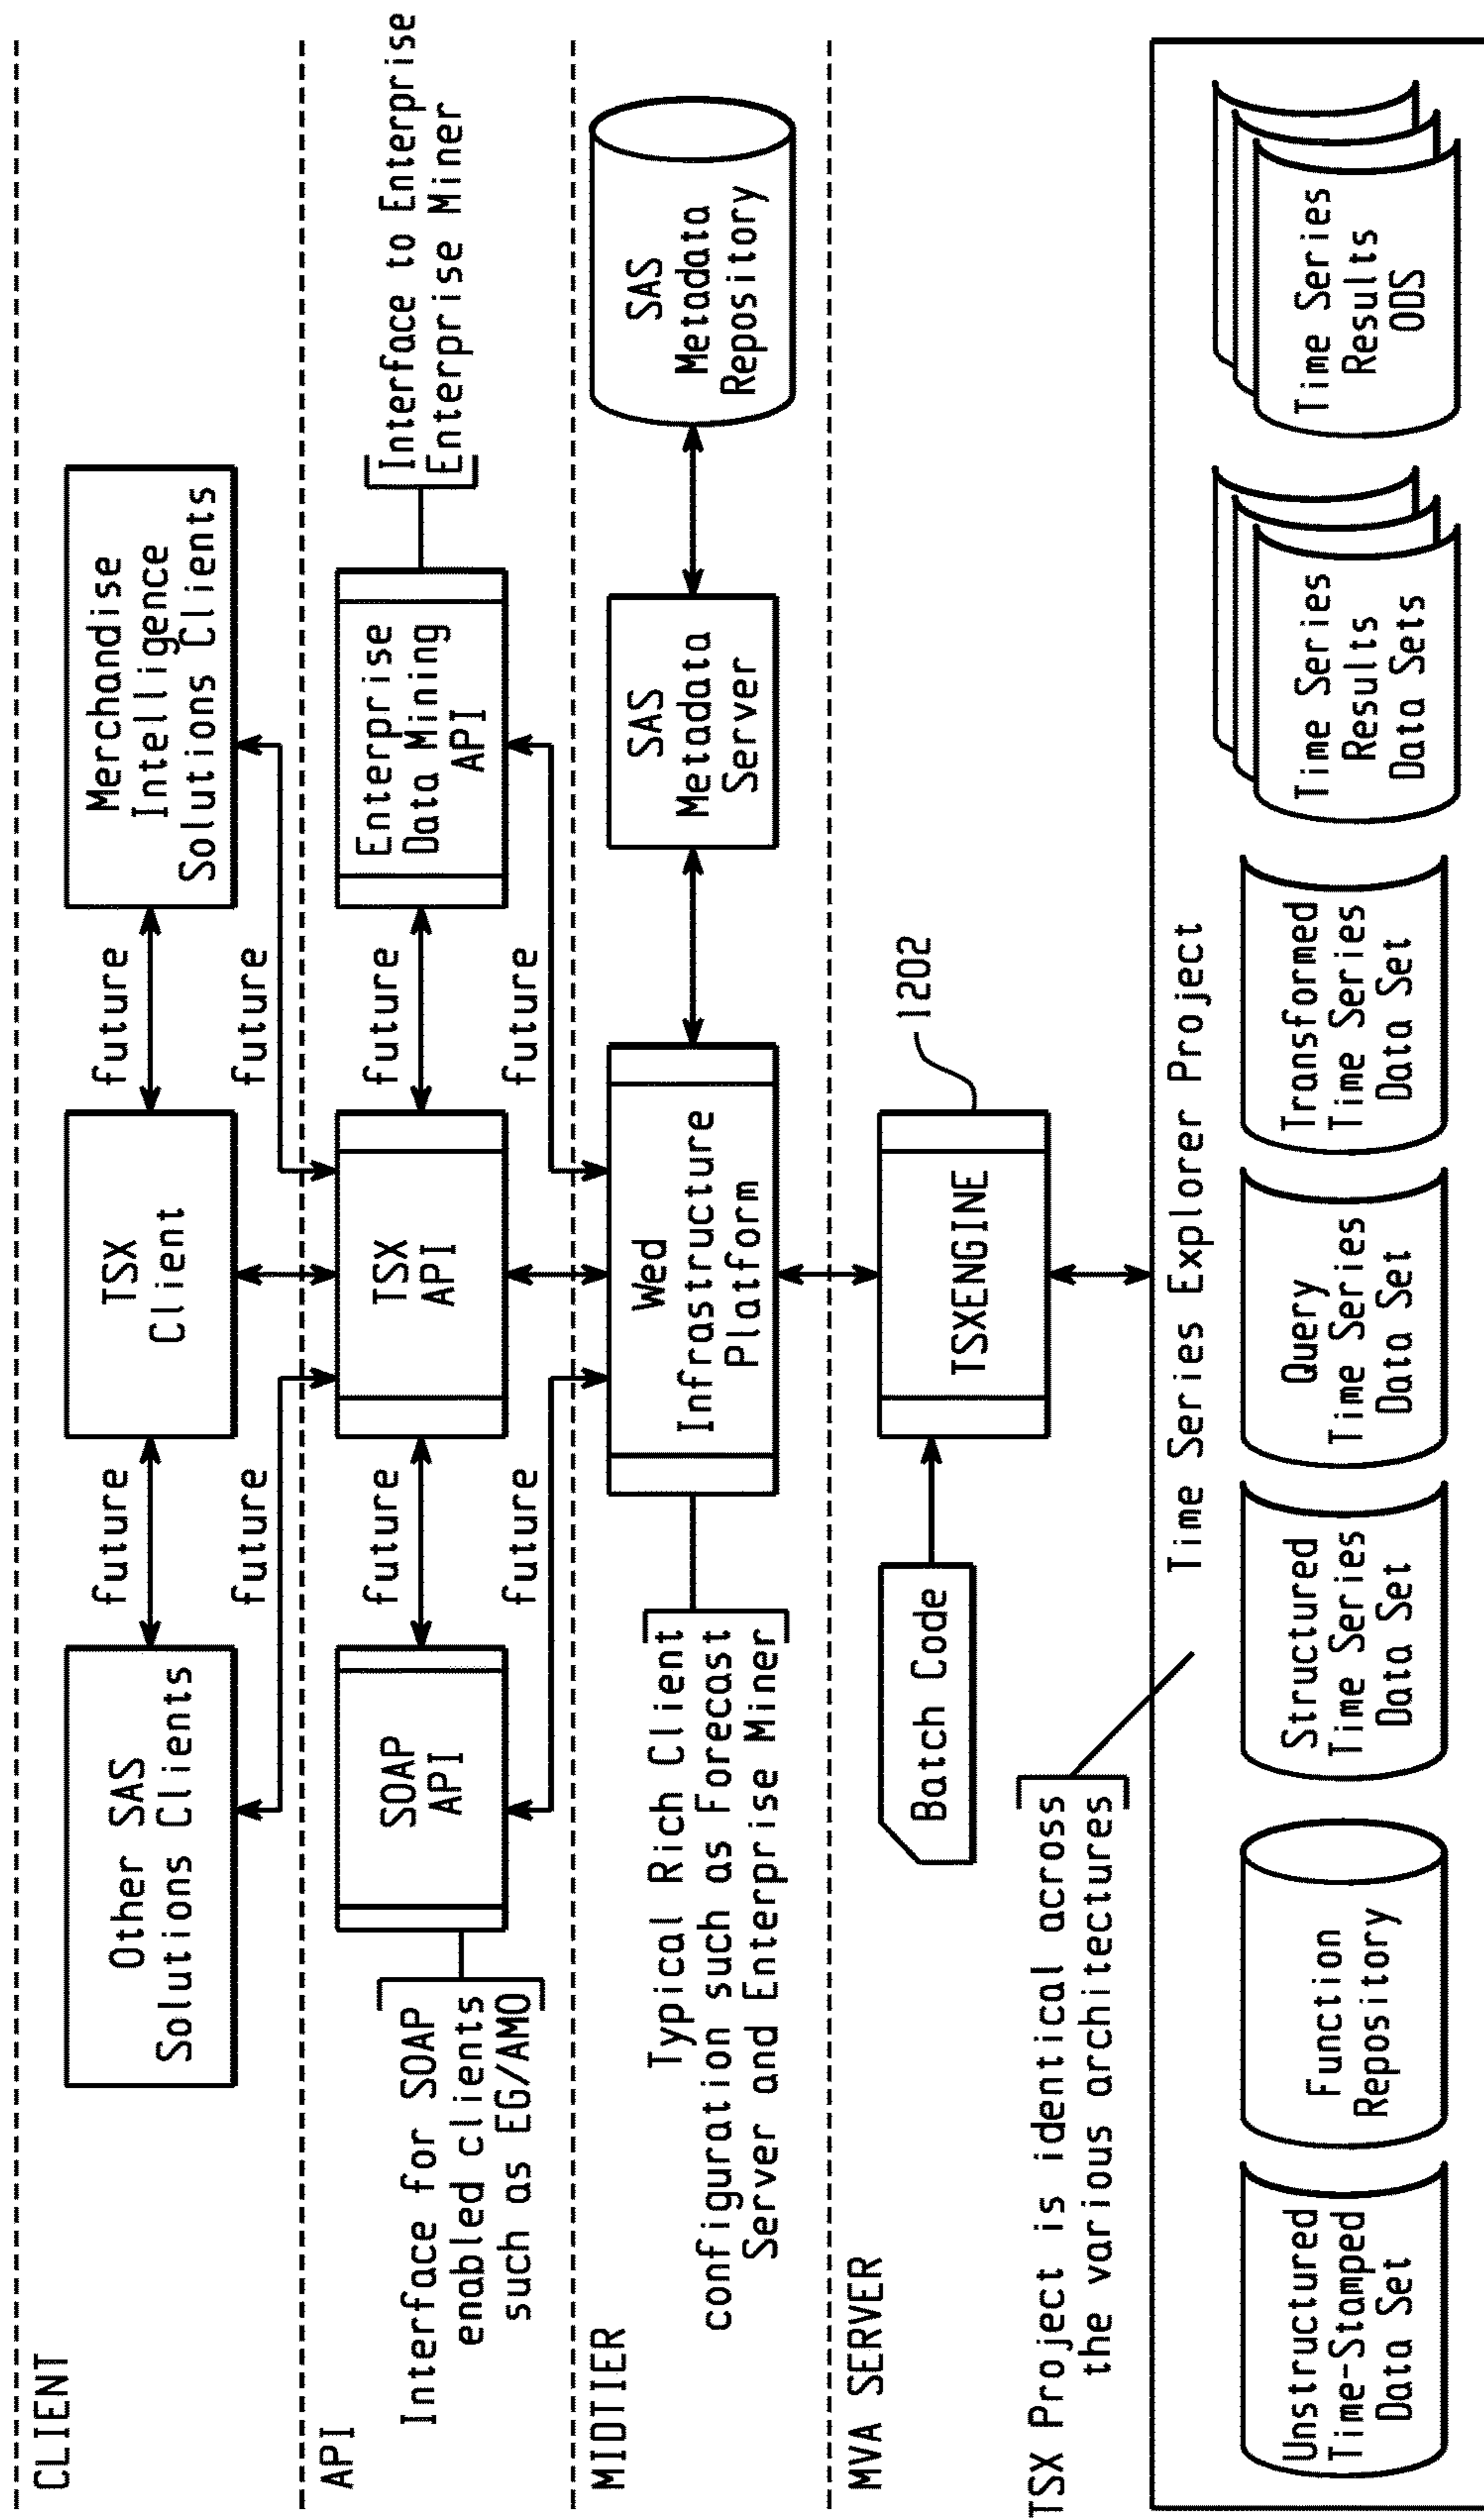 CLIENT
Other SAS
Solutions Clients
future
TSX
Client
future
Merchandise
Intelligence
Solutions Clients
future
future
API
Interface for SOAP
enabled clients
such as EG/AMO
SOAP
API
future
TSX
API
future
Enterprise
Data Mining
API
Interface to Enterprise
Enterprise Miner
future
future
MIDTIER
Typical Rich Client
configuration such as Forecast
Server and Enterprise Miner
Wed
Infrastructure
Platform
SAS
Metadata
Server
SAS
Metadata
Repository
MVA SERVER
Batch Code
TSXENGINE
1202
TSX Project is identical across
the various architectures
Time Series Explorer Project
Unstructured
Time-Stamped
Data Set
Function
Repository
Structured
Time Series
Data Set
Query
Time Series
Data Set
Transformed
Time Series
Data Set
Time Series
Results
Data Sets
Time Series
Results
ODS